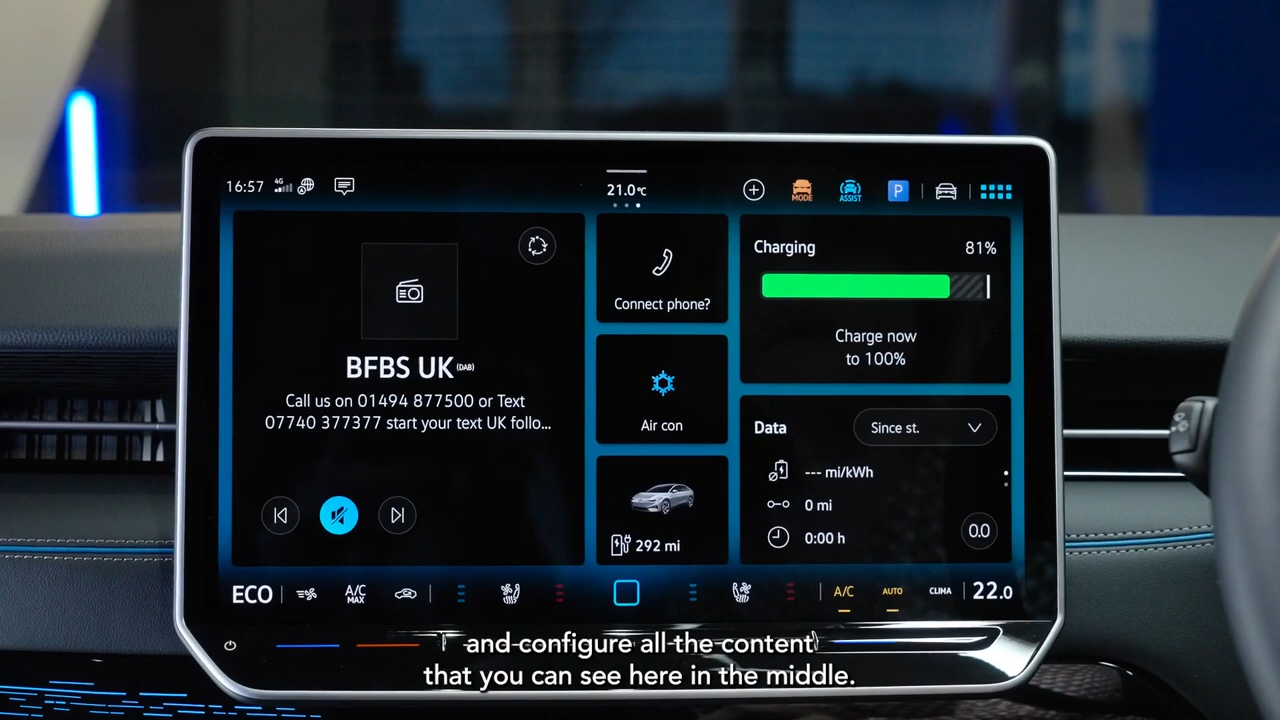 16:57
4G
21.0°C
MODE
ASSIST
P
BFBS UK (DAB)
Call us on 01494 877500 or Text
07740 377377 start your text UK follo...
Connect phone?
Air con
292 mi
Charging 81%
Charge now
to 100%
Data Since st.
--- mi/kWh
0 mi
0:00 h
0.0
ECO A/C MAX A/C AUTO CLIMA 22.0
and configure all the content
that you can see here in the middle.